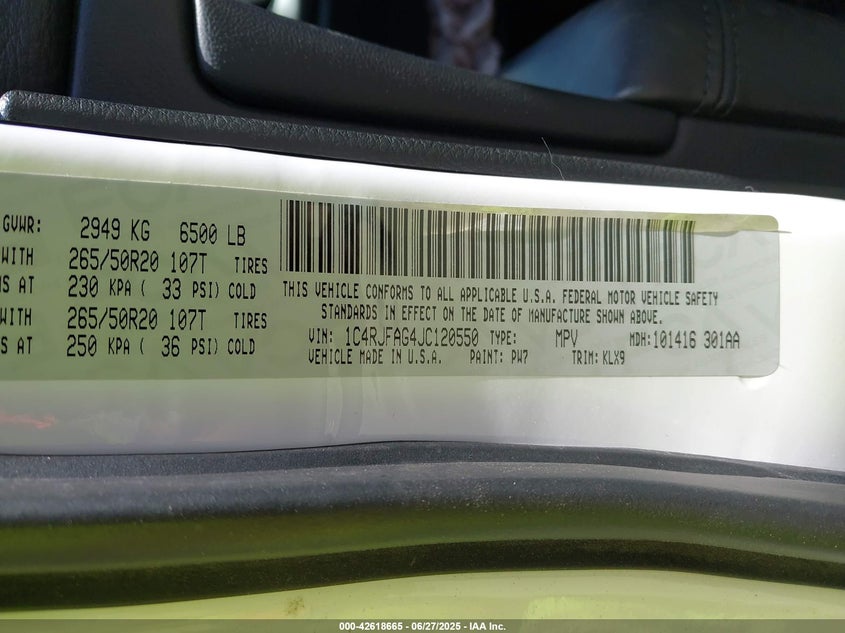 GVWR: 2949 KG 6500 LB
WITH 265/50R20 107T TIRES
AT 230 KPA ( 33 PSI) COLD
WITH 265/50R20 107T TIRES
AT 250 KPA ( 36 PSI) COLD
THIS VEHICLE CONFORMS TO ALL APPLICABLE U.S.A. FEDERAL MOTOR VEHICLE SAFETY
STANDARDS IN EFFECT ON THE DATE OF MANUFACTURE SHOWN ABOVE.
VIN: 1C4RJFAG4JC120550 TYPE: MPV MDH:101416 301AA
VEHICLE MADE IN U.S.A. PAINT: PW7 TRIM: KLX9
000-42618665 / 06/27/2025 - IAA Inc.